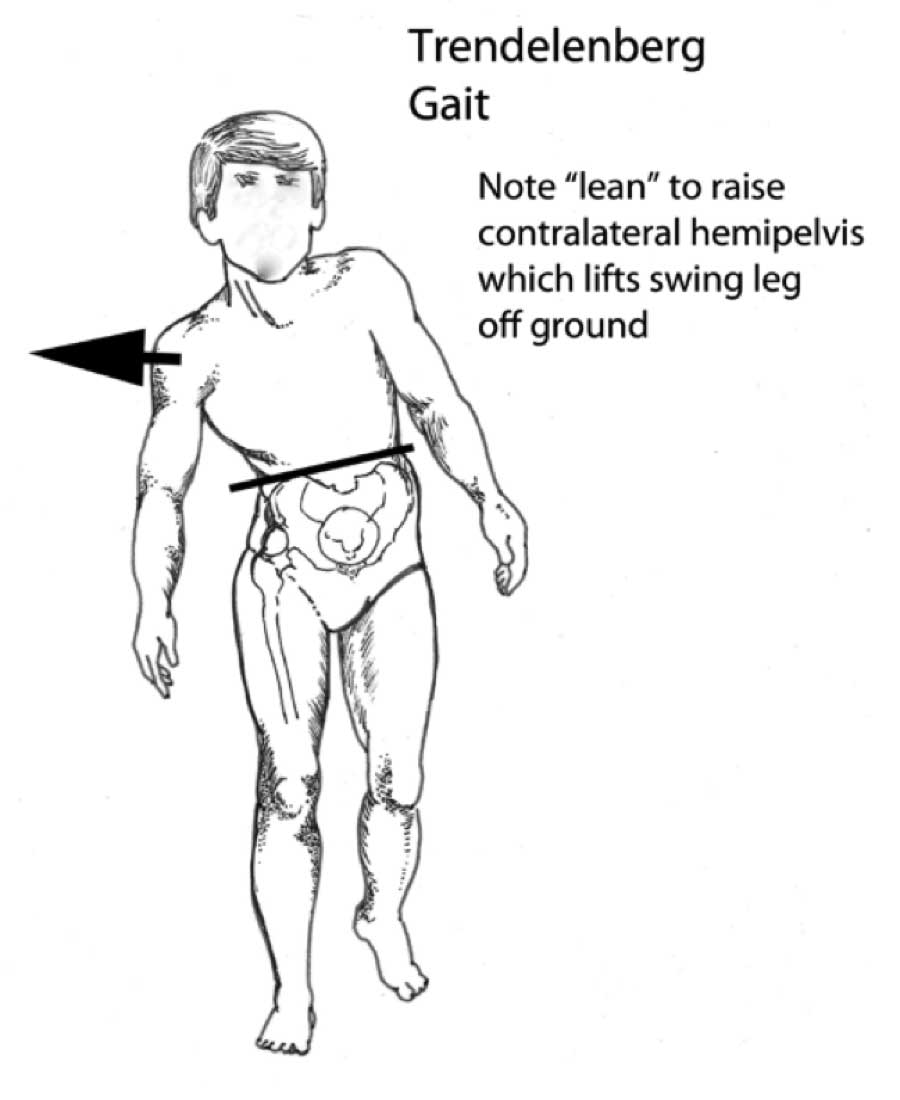 Trendelenberg
Gait
Note “lean” to raise
contralateral hemipelvis
which lifts swing leg
off ground